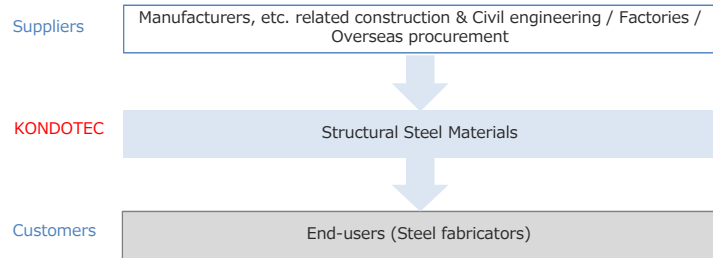 Suppliers
Manufacturers, etc. related construction & Civil engineering / Factories /
Overseas procurement
KONDOTEC
Structural Steel Materials
Customers
End-users (Steel fabricators)